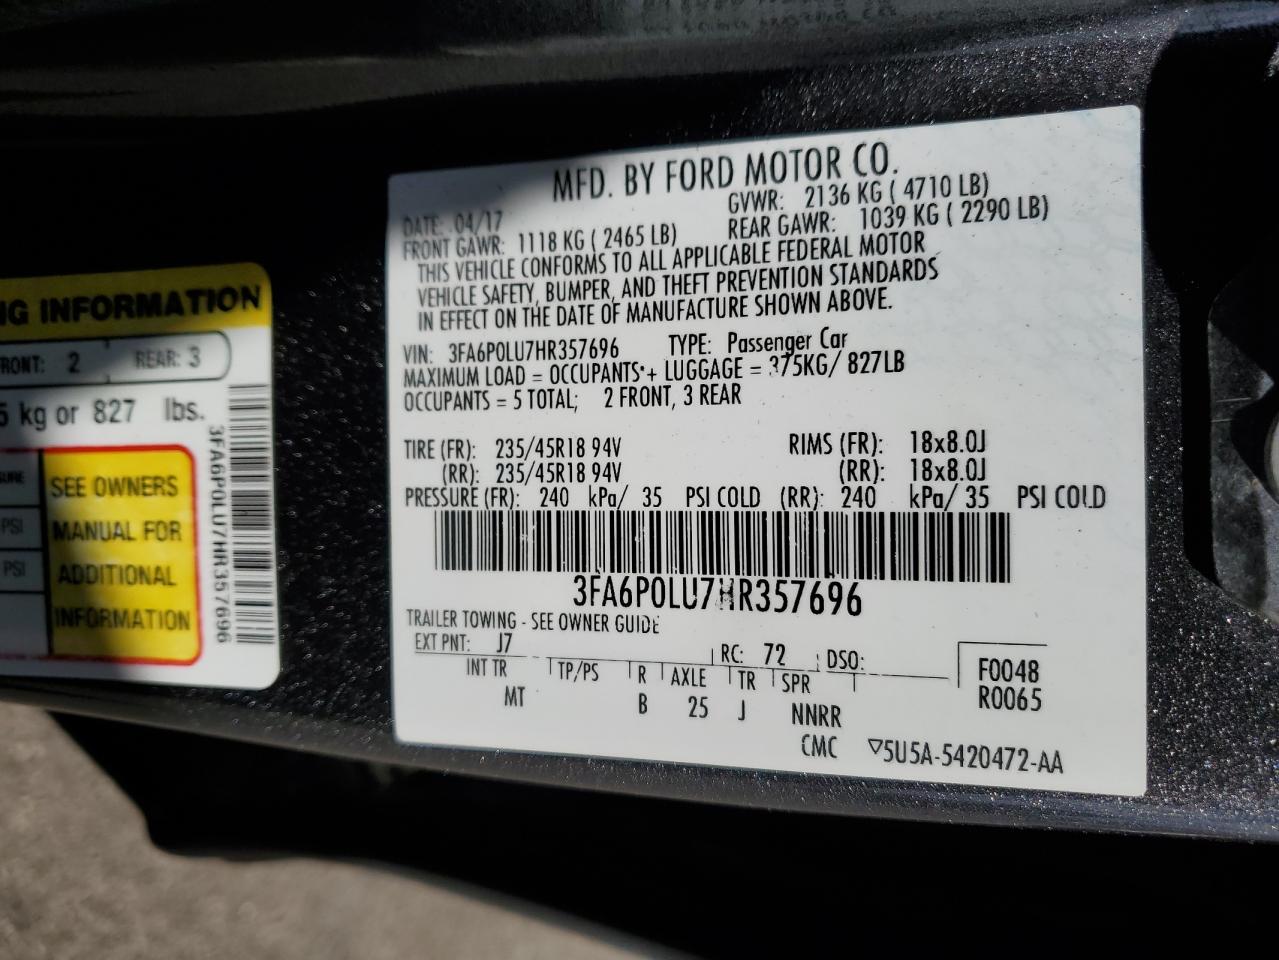 MFD. BY FORD MOTOR CO.
DATE: 04/17 GVWR: 2136 KG ( 4710 LB)
FRONT GAWR: 1118 KG ( 2465 LB) REAR GAWR: 1039 KG ( 2290 LB)
THIS VEHICLE CONFORMS TO ALL APPLICABLE FEDERAL MOTOR
VEHICLE SAFETY, BUMPER, AND THEFT PREVENTION STANDARDS
IN EFFECT ON THE DATE OF MANUFACTURE SHOWN ABOVE.
VIN: 3FA6P0LU7HR357696 TYPE: Passenger Car
MAXIMUM LOAD = OCCUPANTS + LUGGAGE = 375KG/ 827LB
OCCUPANTS = 5 TOTAL; 2 FRONT, 3 REAR
TIRE (FR): 235/45R18 94V RIMS (FR): 18x8.0J
(RR): 235/45R18 94V (RR): 18x8.0J
PRESSURE (FR): 240 kPa/ 35 PSI COLD (RR): 240 kPa/ 35 PSI COLD
3FA6P0LU7HR357696
TRAILER TOWING - SEE OWNER GUIDE
EXT PNT: J7 RC: 72 DSO:
INT TR TP/PS R AXLE TR SPR
MT B 25 J NNRR
F0048
R0065
CMC ▽5U5A-5420472-AA
NG INFORMATION
FRONT: 2 REAR: 3
5 kg or 827 lbs.
SEE OWNERS
MANUAL FOR
ADDITIONAL
INFORMATION
PSI
PSI
3FA6P0LU7HR357696